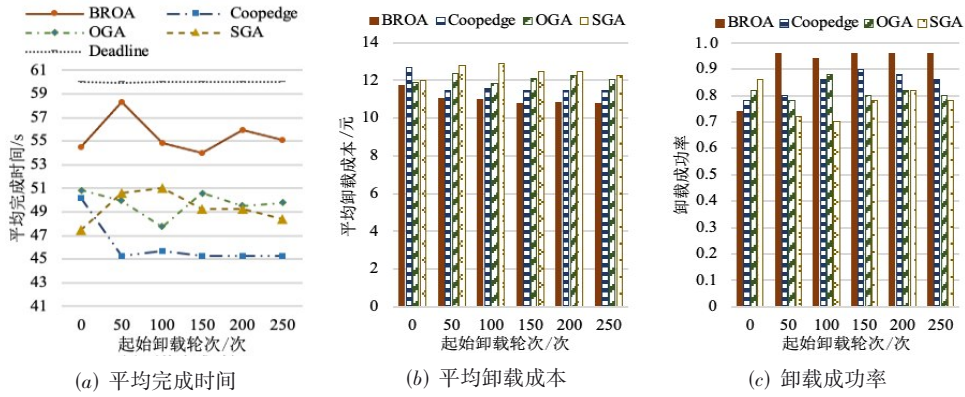 BROA Coopedge
OGA SGA
Deadline
61
59
57
55
53
51
49
47
45
43
41
平均完成时间/s
0 50 100 150 200 250
起始卸载轮次/次
(a) 平均完成时间
BROA Coopedge OGA SGA
14
12
10
8
6
4
2
0
平均卸载成本/元
0 50 100 150 200 250
起始卸载轮次/次
(b) 平均卸载成本
BROA Coopedge OGA SGA
1.0
0.9
0.8
0.7
0.6
0.5
0.4
0.3
0.2
0.1
0
卸载成功率
0 50 100 150 200 250
起始卸载轮次/次
(c) 卸载成功率